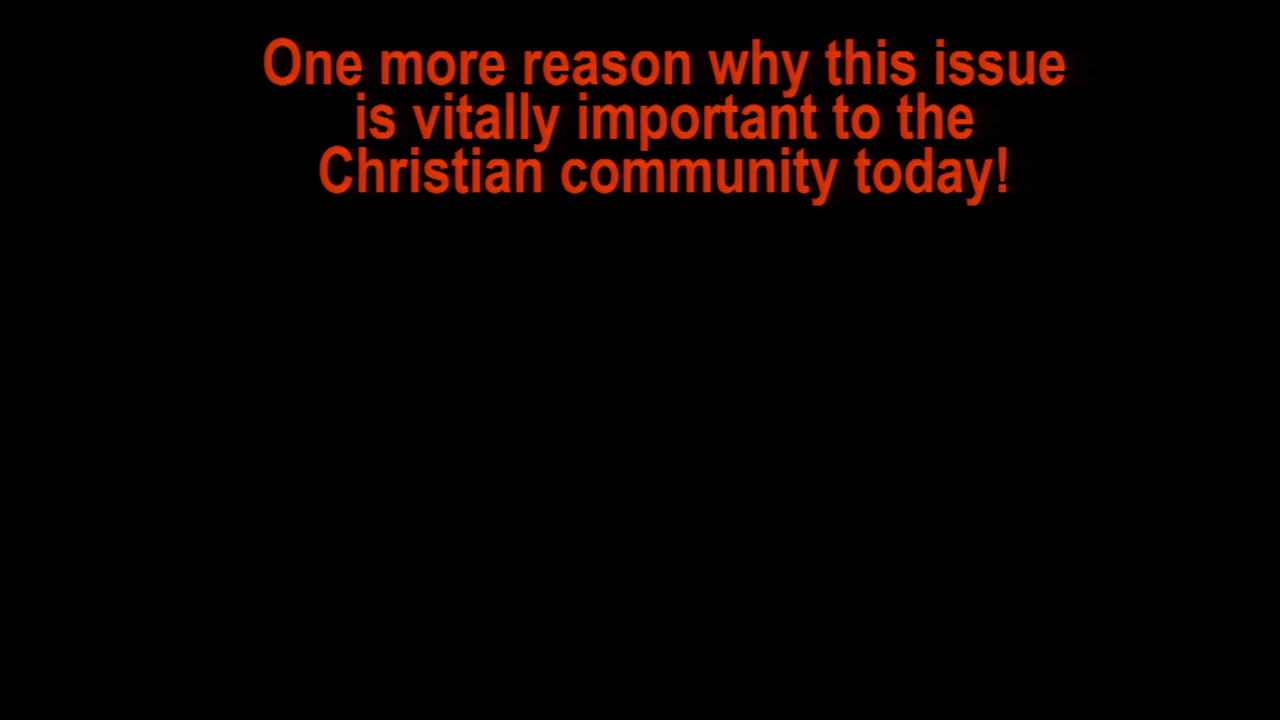 One more reason why this issue
is vitally important to the
Christian community today!